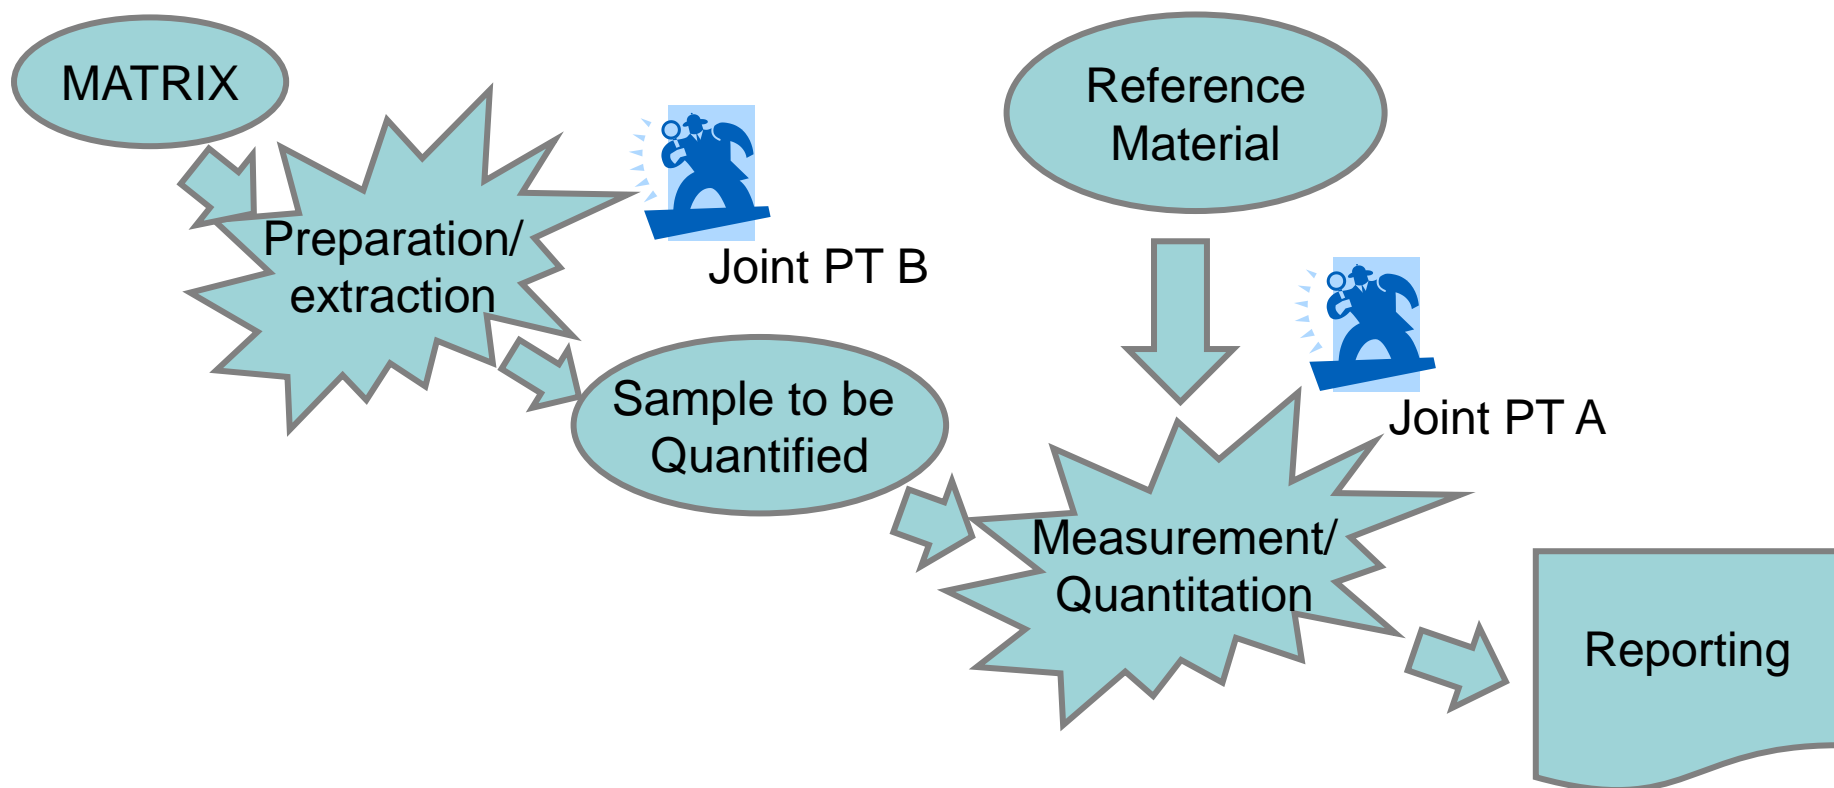 MATRIX
Preparation/
extraction
Joint PT B
Sample to be
Quantified
Reference
Material
Joint PT A
Measurement/
Quantitation
Reporting